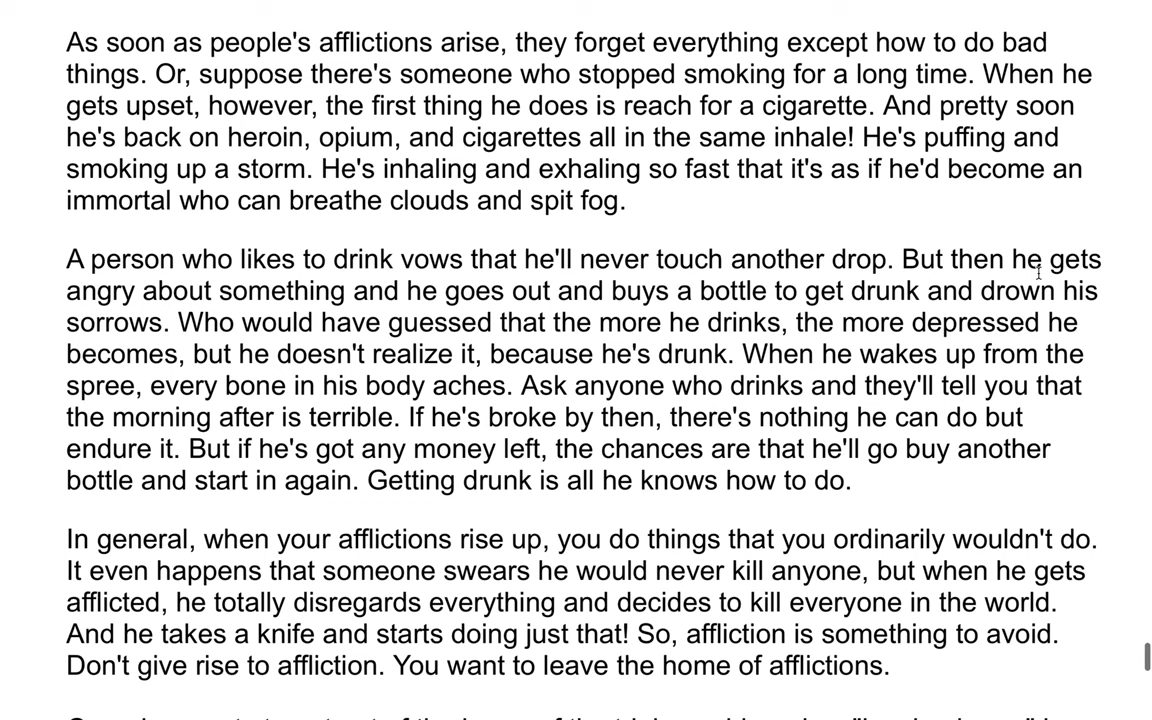 As soon as people's afflictions arise, they forget everything except how to do bad
things. Or, suppose there's someone who stopped smoking for a long time. When he
gets upset, however, the first thing he does is reach for a cigarette. And pretty soon
he's back on heroin, opium, and cigarettes all in the same inhale! He's puffing and
smoking up a storm. He's inhaling and exhaling so fast that it's as if he'd become an
immortal who can breathe clouds and spit fog.
A person who likes to drink vows that he'll never touch another drop. But then he gets
angry about something and he goes out and buys a bottle to get drunk and drown his
sorrows. Who would have guessed that the more he drinks, the more depressed he
becomes, but he doesn't realize it, because he's drunk. When he wakes up from the
spree, every bone in his body aches. Ask anyone who drinks and they'll tell you that
the morning after is terrible. If he's broke by then, there's nothing he can do but
endure it. But if he's got any money left, the chances are that he'll go buy another
bottle and start in again. Getting drunk is all he knows how to do.
In general, when your afflictions rise up, you do things that you ordinarily wouldn't do.
It even happens that someone swears he would never kill anyone, but when he gets
afflicted, he totally disregards everything and decides to kill everyone in the world.
And he takes a knife and starts doing just that! So, affliction is something to avoid.
Don't give rise to affliction. You want to leave the home of afflictions.